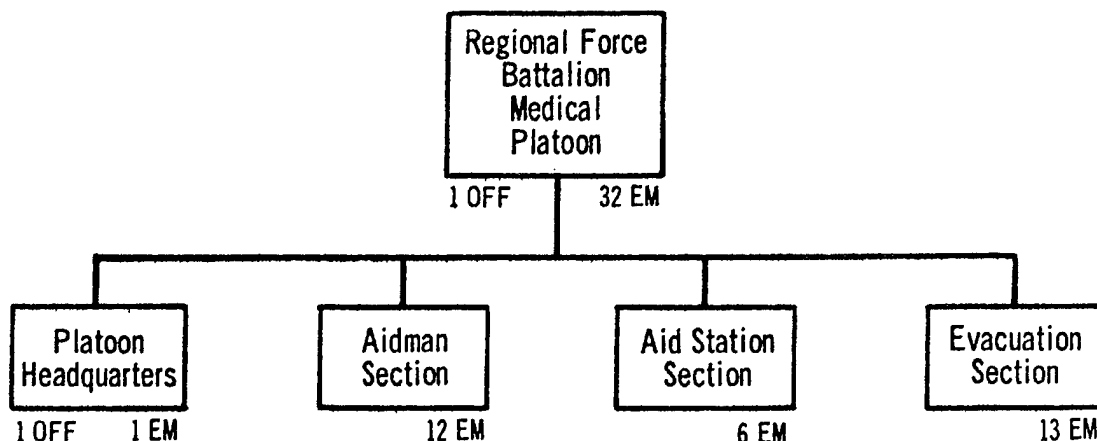 Regional Force
Battalion
Medical
Platoon
1 OFF 32 EM
Platoon
Headquarters
1 OFF 1 EM
Aidman
Section
12 EM
Aid Station
Section
6 EM
Evacuation
Section
13 EM